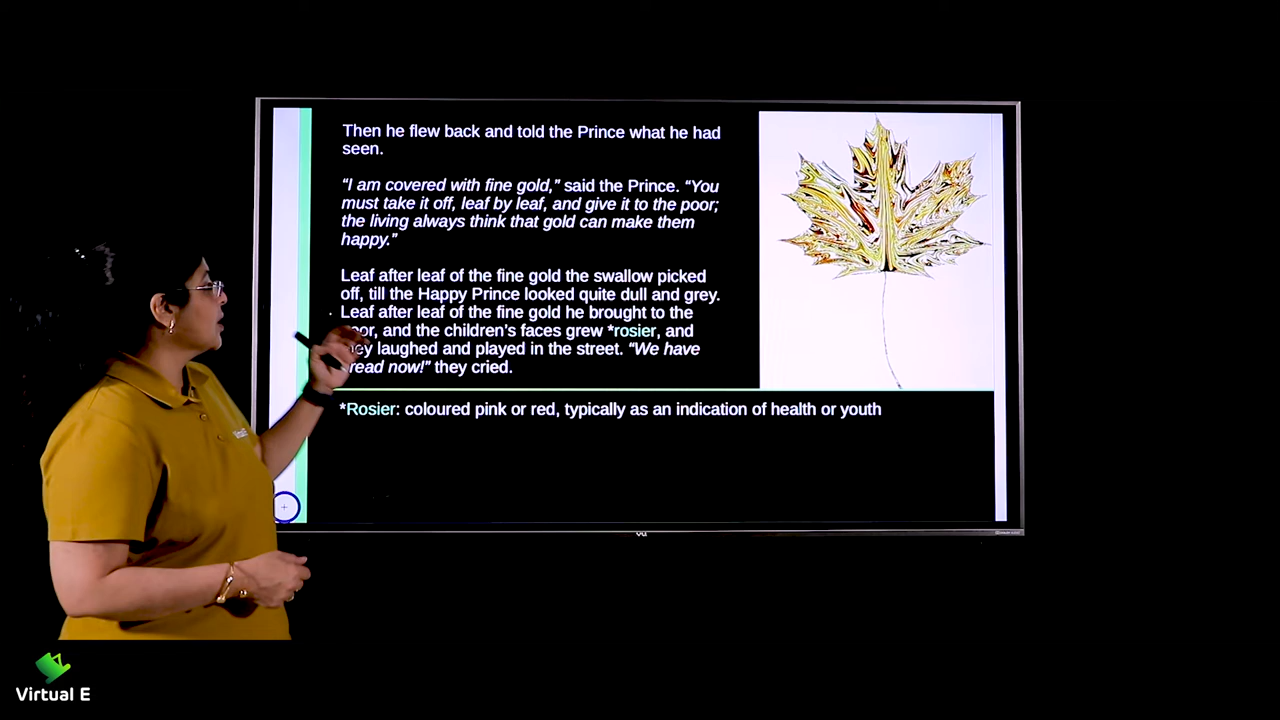 Then he flew back and told the Prince what he had
seen.
“I am covered with fine gold,” said the Prince. “You
must take it off, leaf by leaf, and give it to the poor;
the living always think that gold can make them
happy.”
Leaf after leaf of the fine gold the swallow picked
off, till the Happy Prince looked quite dull and grey.
Leaf after leaf of the fine gold he brought to the
oor, and the children’s faces grew *rosier, and
ey laughed and played in the street. “We have
read now!” they cried.
*Rosier: coloured pink or red, typically as an indication of health or youth
vu
Virtual E